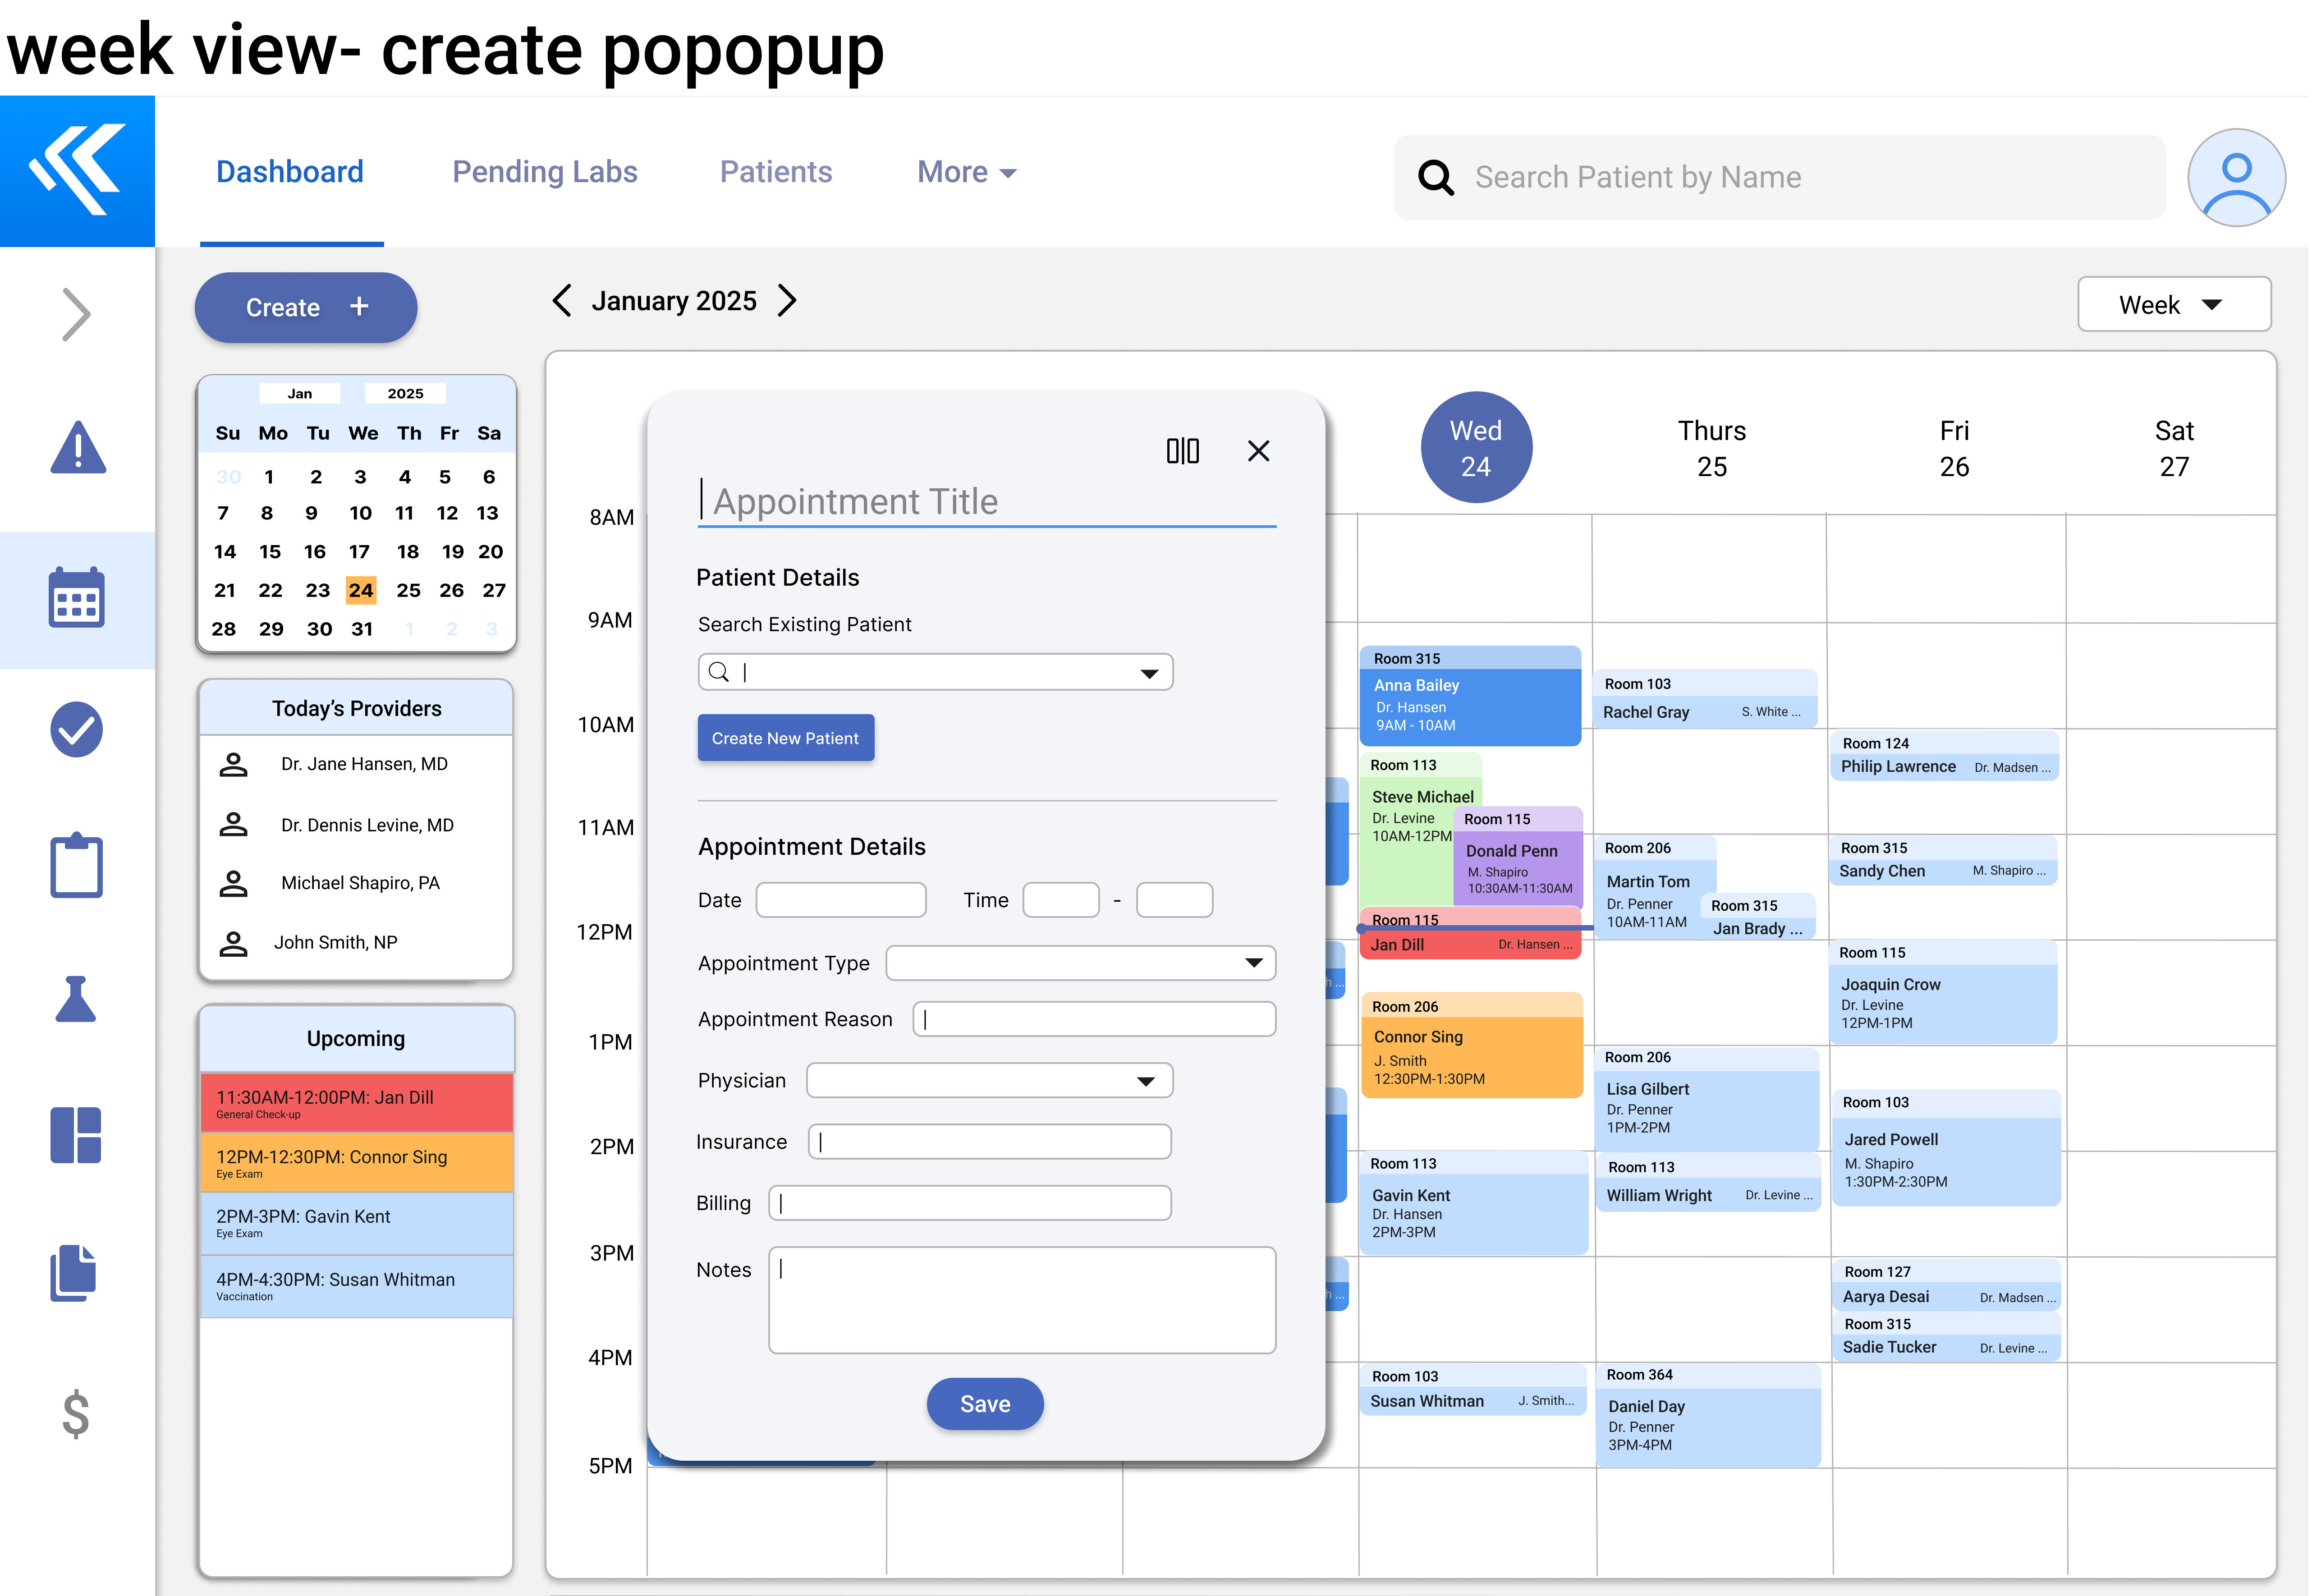 week view- create popopup
Dashboard
Pending Labs
Patients
More
Search Patient by Name
Create +
January 2025
Week
Jan 2025
Su Mo Tu We Th Fr Sa
30 1 2 3 4 5 6
7 8 9 10 11 12 13
14 15 16 17 18 19 20
21 22 23 24 25 26 27
28 29 30 31 1 2 3
Today's Providers
Dr. Jane Hansen, MD
Dr. Dennis Levine, MD
Michael Shapiro, PA
John Smith, NP
Upcoming
11:30AM-12:00PM: Jan Dill
General Check-up
12PM-12:30PM: Connor Sing
Eye Exam
2PM-3PM: Gavin Kent
Eye Exam
4PM-4:30PM: Susan Whitman
Vaccination
$
8AM
9AM
10AM
11AM
12PM
1PM
2PM
3PM
4PM
5PM
Appointment Title
Patient Details
Search Existing Patient
Create New Patient
Appointment Details
Date
Time
-
Appointment Type
Appointment Reason
Physician
Insurance
Billing
Notes
Save
h ...
h ...
Wed
24
Room 315
Anna Bailey
Dr. Hansen
9AM - 10AM
Room 113
Steve Michael
Dr. Levine
10AM-12PM
Room 115
Donald Penn
M. Shapiro
10:30AM-11:30AM
Room 115
Jan Dill Dr. Hansen ...
Room 206
Connor Sing
J. Smith
12:30PM-1:30PM
Room 113
Gavin Kent
Dr. Hansen
2PM-3PM
Room 103
Susan Whitman J. Smith...
Thurs
25
Room 103
Rachel Gray S. White ...
Room 206
Martin Tom
Dr. Penner
10AM-11AM
Room 315
Jan Brady ...
Room 206
Lisa Gilbert
Dr. Penner
1PM-2PM
Room 113
William Wright Dr. Levine ...
Room 364
Daniel Day
Dr. Penner
3PM-4PM
Fri
26
Room 124
Philip Lawrence Dr. Madsen ...
Room 315
Sandy Chen M. Shapiro ...
Room 115
Joaquin Crow
Dr. Levine
12PM-1PM
Room 103
Jared Powell
M. Shapiro
1:30PM-2:30PM
Room 127
Aarya Desai Dr. Madsen ...
Room 315
Sadie Tucker Dr. Levine ...
Sat
27